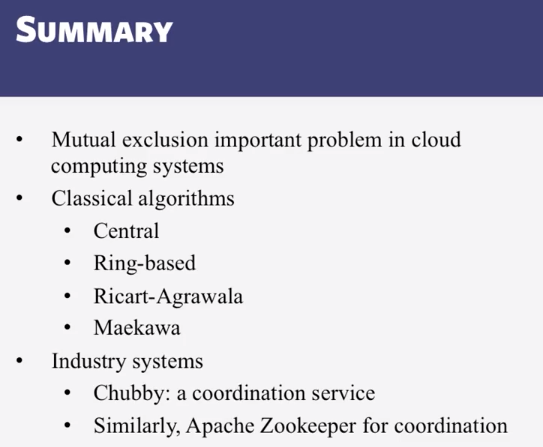 SUMMARY
• Mutual exclusion important problem in cloud
computing systems
• Classical algorithms
• Central
• Ring-based
• Ricart-Agrawala
• Maekawa
• Industry systems
• Chubby: a coordination service
• Similarly, Apache Zookeeper for coordination